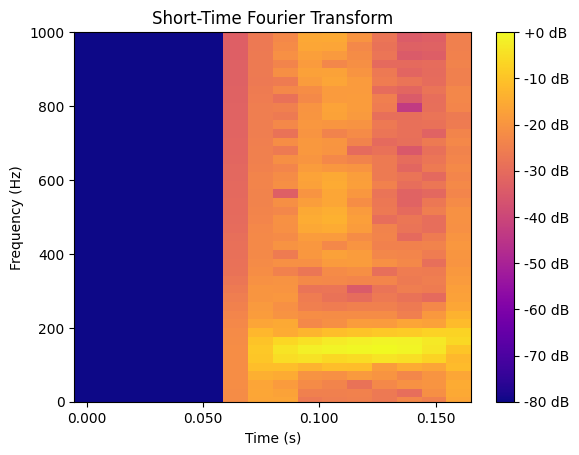 Short-Time Fourier Transform
1000
800
600
400
200
0
Frequency (Hz)
0.000
0.050
0.100
0.150
Time (s)
+0 dB
-10 dB
-20 dB
-30 dB
-40 dB
-50 dB
-60 dB
-70 dB
-80 dB